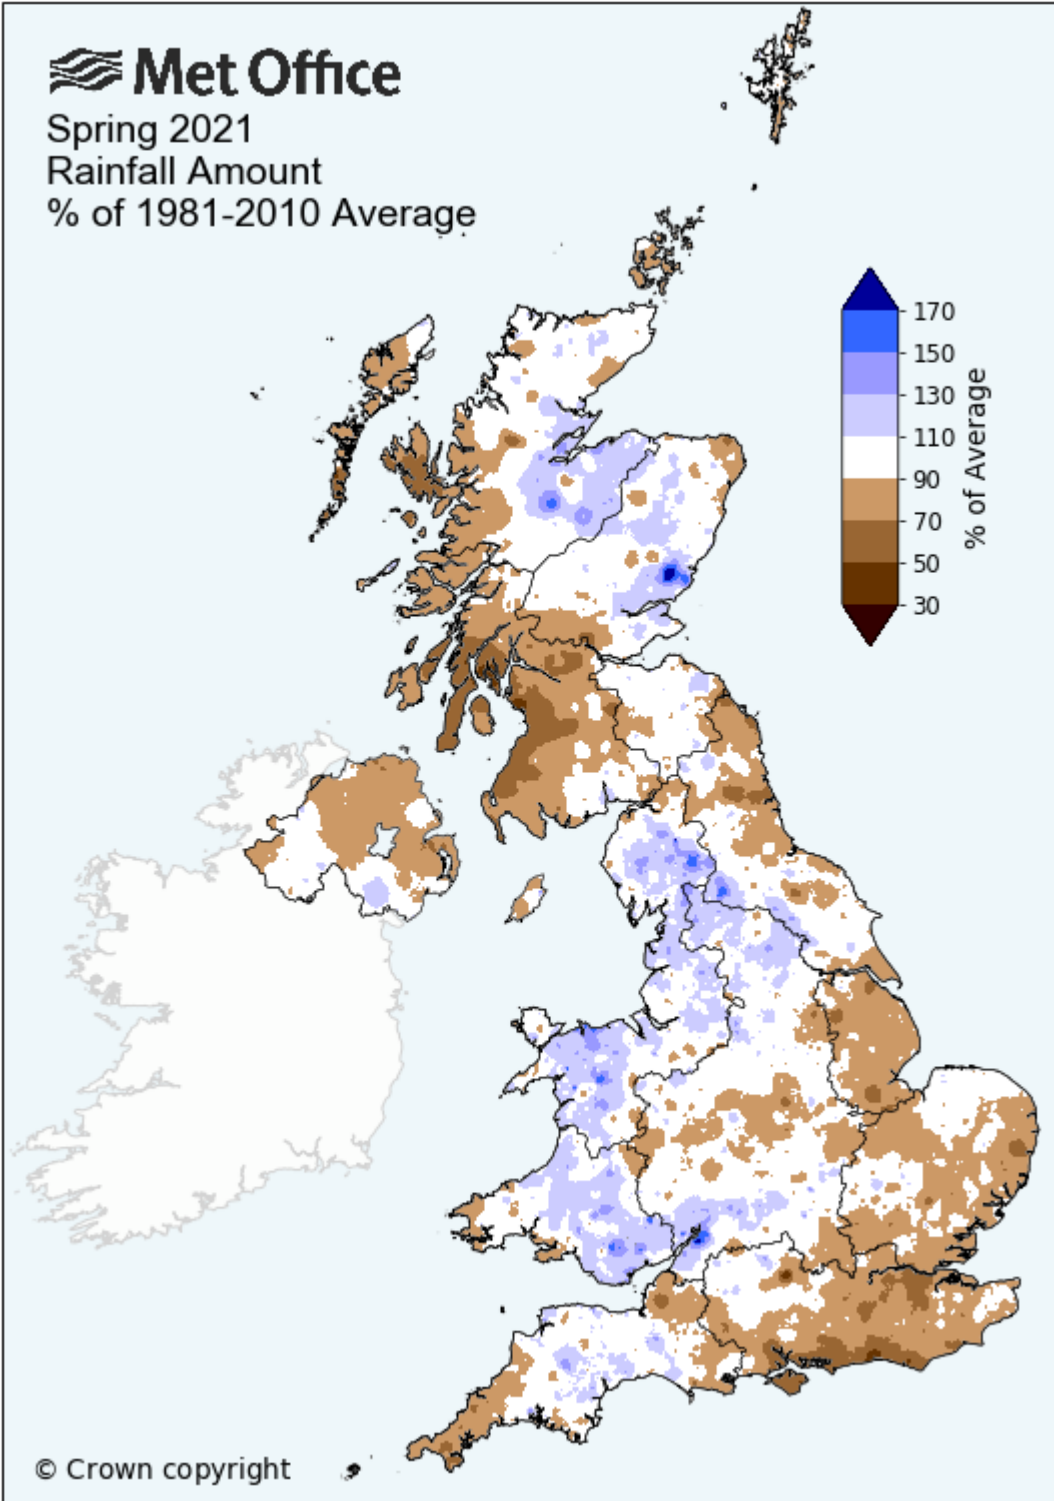 Met Office
Spring 2021
Rainfall Amount
% of 1981-2010 Average
170
150
130
110
90
70
50
30
% of Average
© Crown copyright